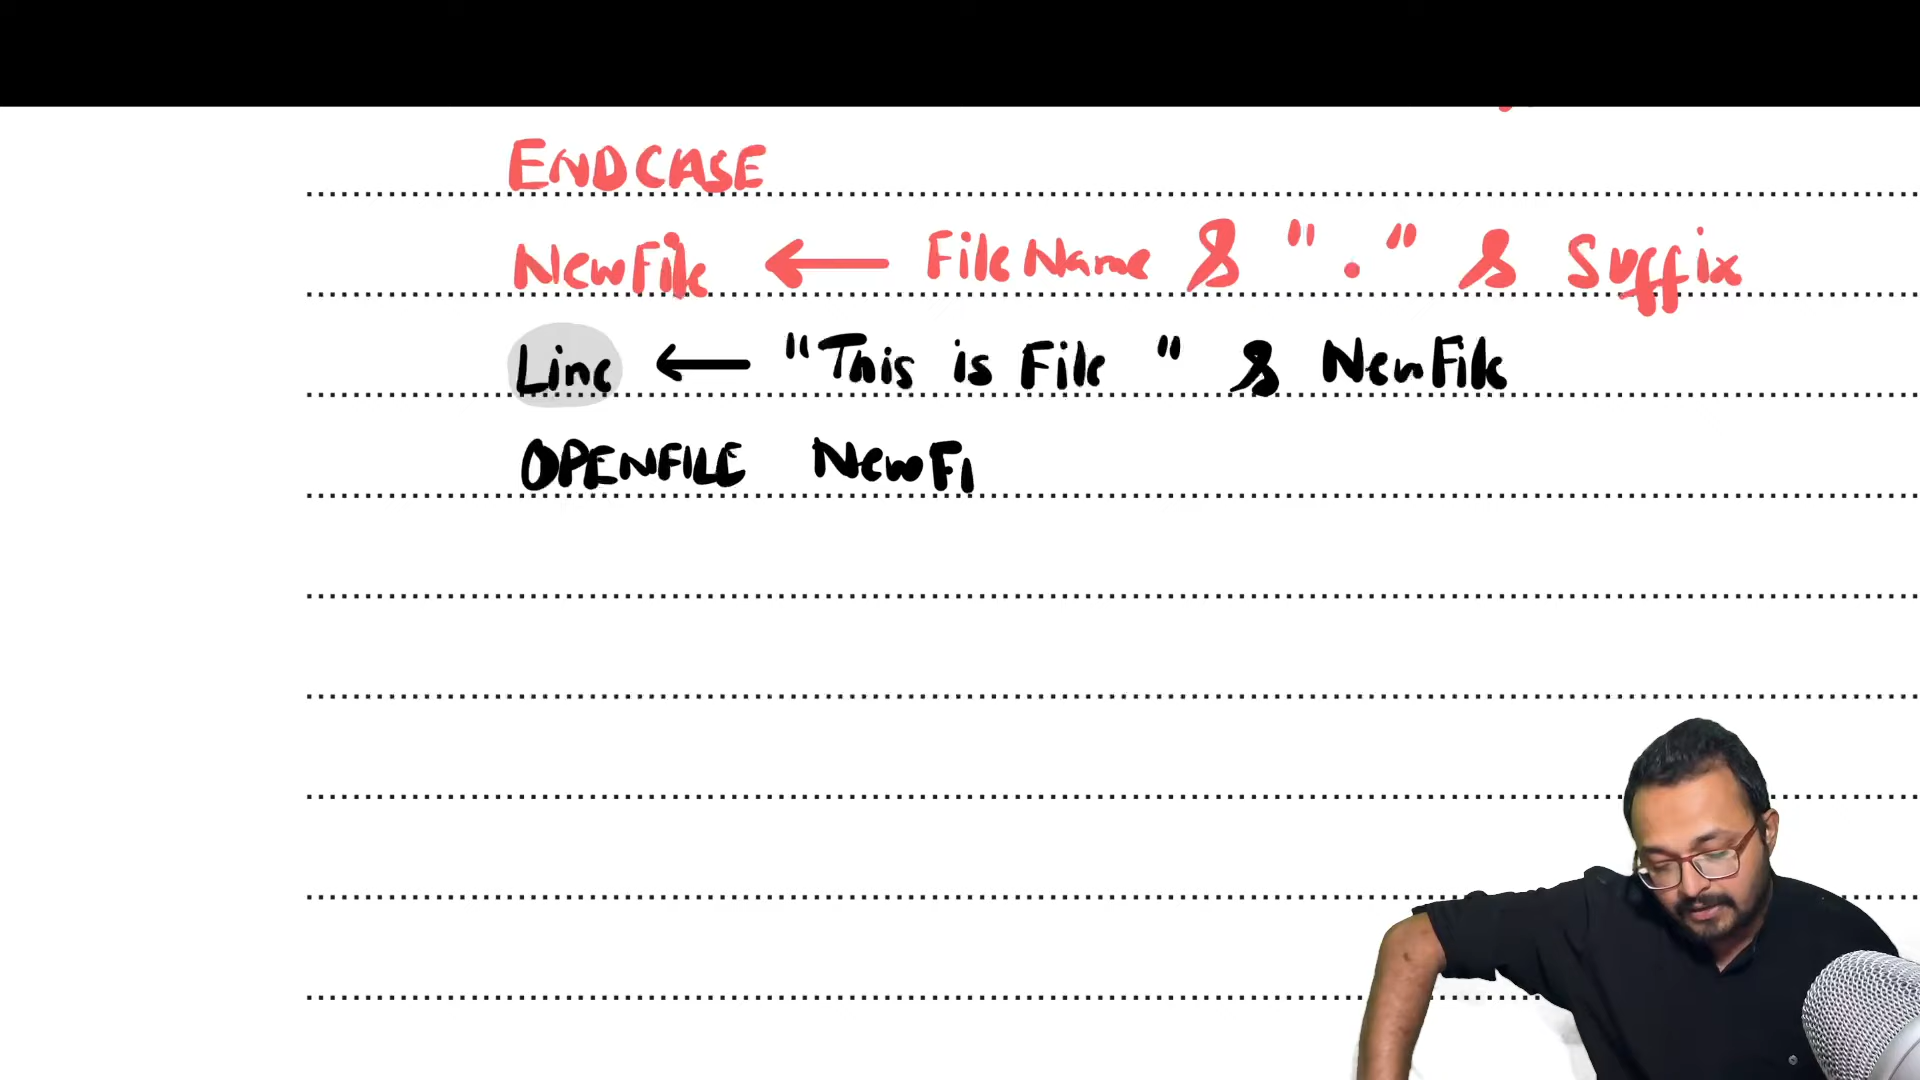 ENDCASE
NewFile ← FileName & "." & Suffix
Line ← "This is File " & NewFile
OPENFILE NewFi